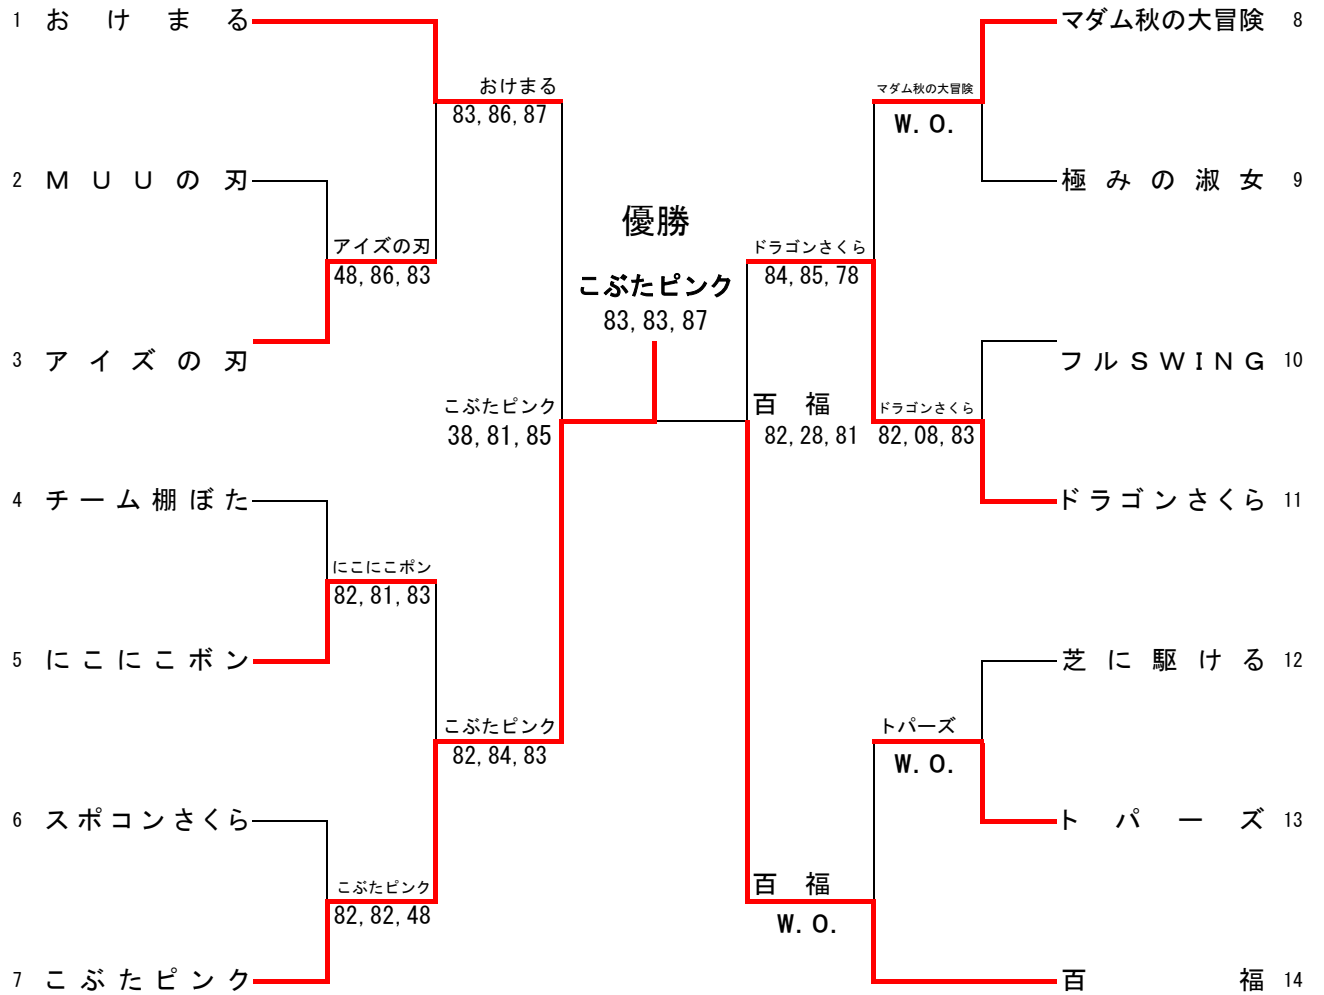 1 おけまる
マダム秋の大冒険 8
おけまる
83,86,87
マダム秋の大冒険
W.O.
2 ＭＵＵの刃
極みの淑女 9
優勝
アイズの刃
48,86,83
ドラゴンさくら
84,85,78
こぶたピンク
83,83,87
3 アイズの刃
フルＳＷＩＮＧ 10
こぶたピンク
38,81,85
百福
82,28,81
ドラゴンさくら
82,08,83
4 チーム棚ぼた
ドラゴンさくら 11
にこにこポン
82,81,83
5 にこにこボン
芝に駆ける 12
こぶたピンク
82,84,83
トパーズ
W.O.
6 スポコンさくら
トパーズ 13
こぶたピンク
82,82,48
百福
W.O.
7 こぶたピンク
百福 14